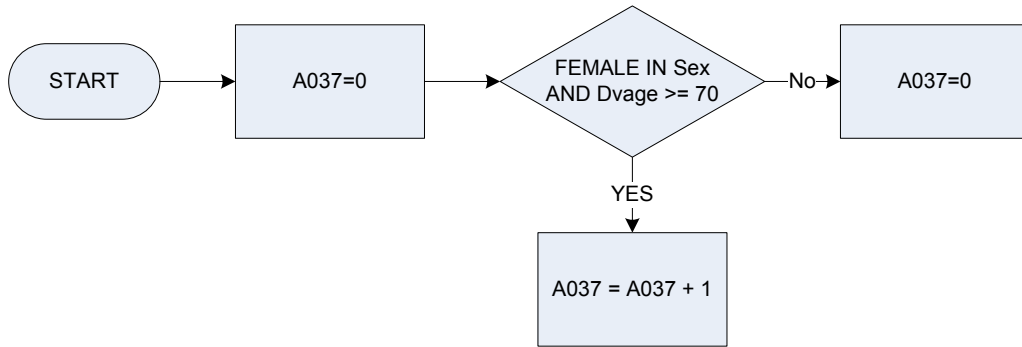 START
A037=0
FEMALE IN Sex
AND Dvage >= 70
No
A037=0
YES
A037 = A037 + 1